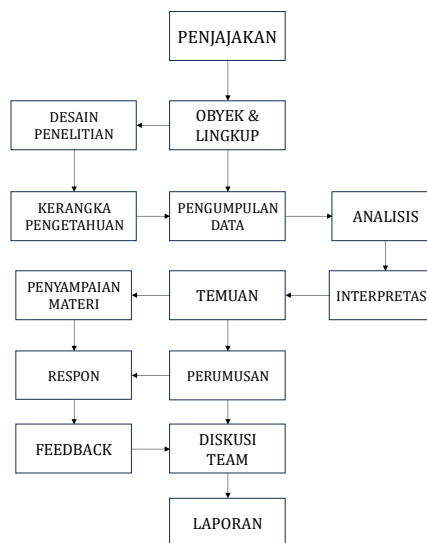 PENJAJAKAN
DESAIN
PENELITIAN
OBYEK &
LINGKUP
KERANGKA
PENGETAHUAN
PENGUMPULAN
DATA
ANALISIS
PENYAMPAIAN
MATERI
TEMUAN
INTERPRETAS
RESPON
PERUMUSAN
FEEDBACK
DISKUSI
TEAM
LAPORAN